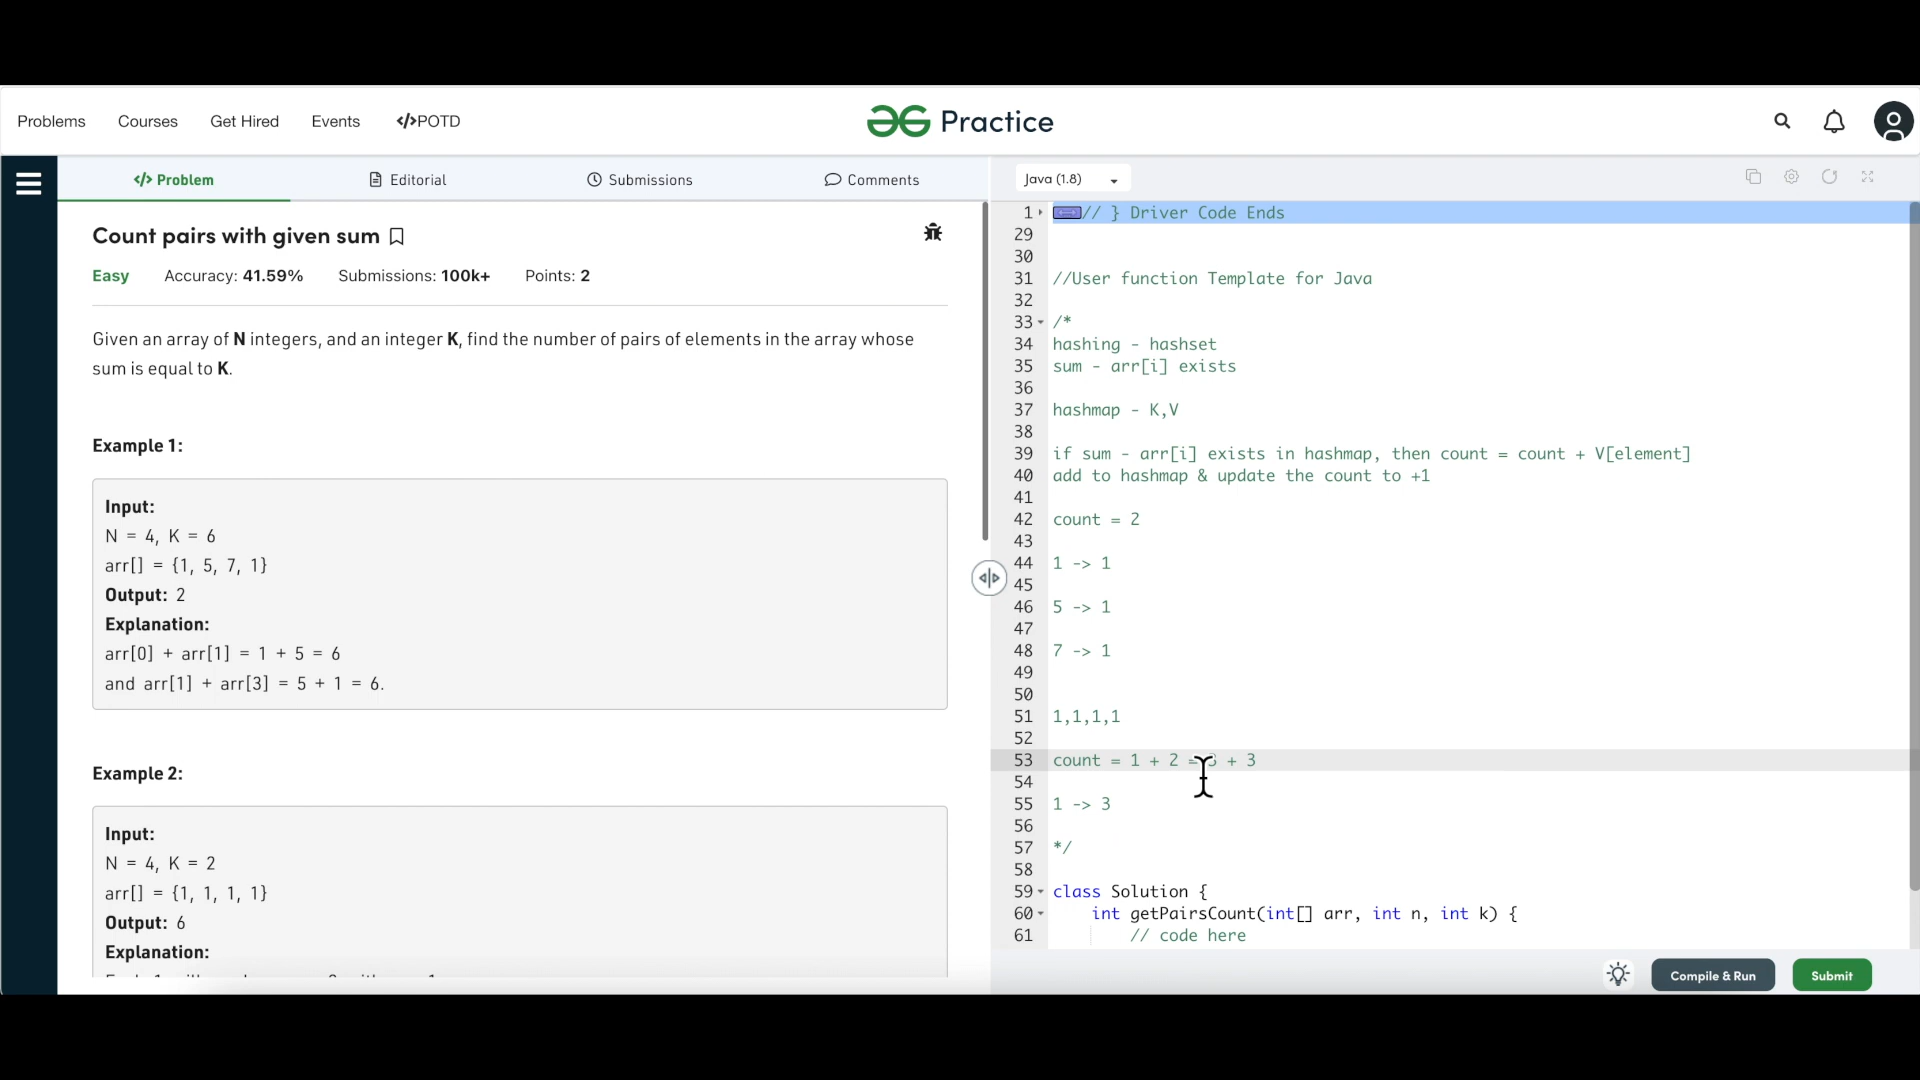 Problems Courses Get Hired Events </>POTD
Practice
</> Problem Editorial Submissions Comments
Java (1.8)
Count pairs with given sum
Easy Accuracy: 41.59% Submissions: 100k+ Points: 2
Given an array of N integers, and an integer K, find the number of pairs of elements in the array whose
sum is equal to K.
Example 1:
Input:
N = 4, K = 6
arr[] = {1, 5, 7, 1}
Output: 2
Explanation:
arr[0] + arr[1] = 1 + 5 = 6
and arr[1] + arr[3] = 5 + 1 = 6.
Example 2:
Input:
N = 4, K = 2
arr[] = {1, 1, 1, 1}
Output: 6
Explanation:
1 // } Driver Code Ends
29
30
31 //User function Template for Java
32
33 /*
34 hashing - hashset
35 sum - arr[i] exists
36
37 hashmap - K,V
38
39 if sum - arr[i] exists in hashmap, then count = count + V[element]
40 add to hashmap & update the count to +1
41
42 count = 2
43
44 1 -> 1
45
46 5 -> 1
47
48 7 -> 1
49
50
51 1,1,1,1
52
53 count = 1 + 2 = 3 + 3
54
55 1 -> 3
56
57 */
58
59 class Solution {
60 int getPairsCount(int[] arr, int n, int k) {
61 // code here
Compile & Run Submit